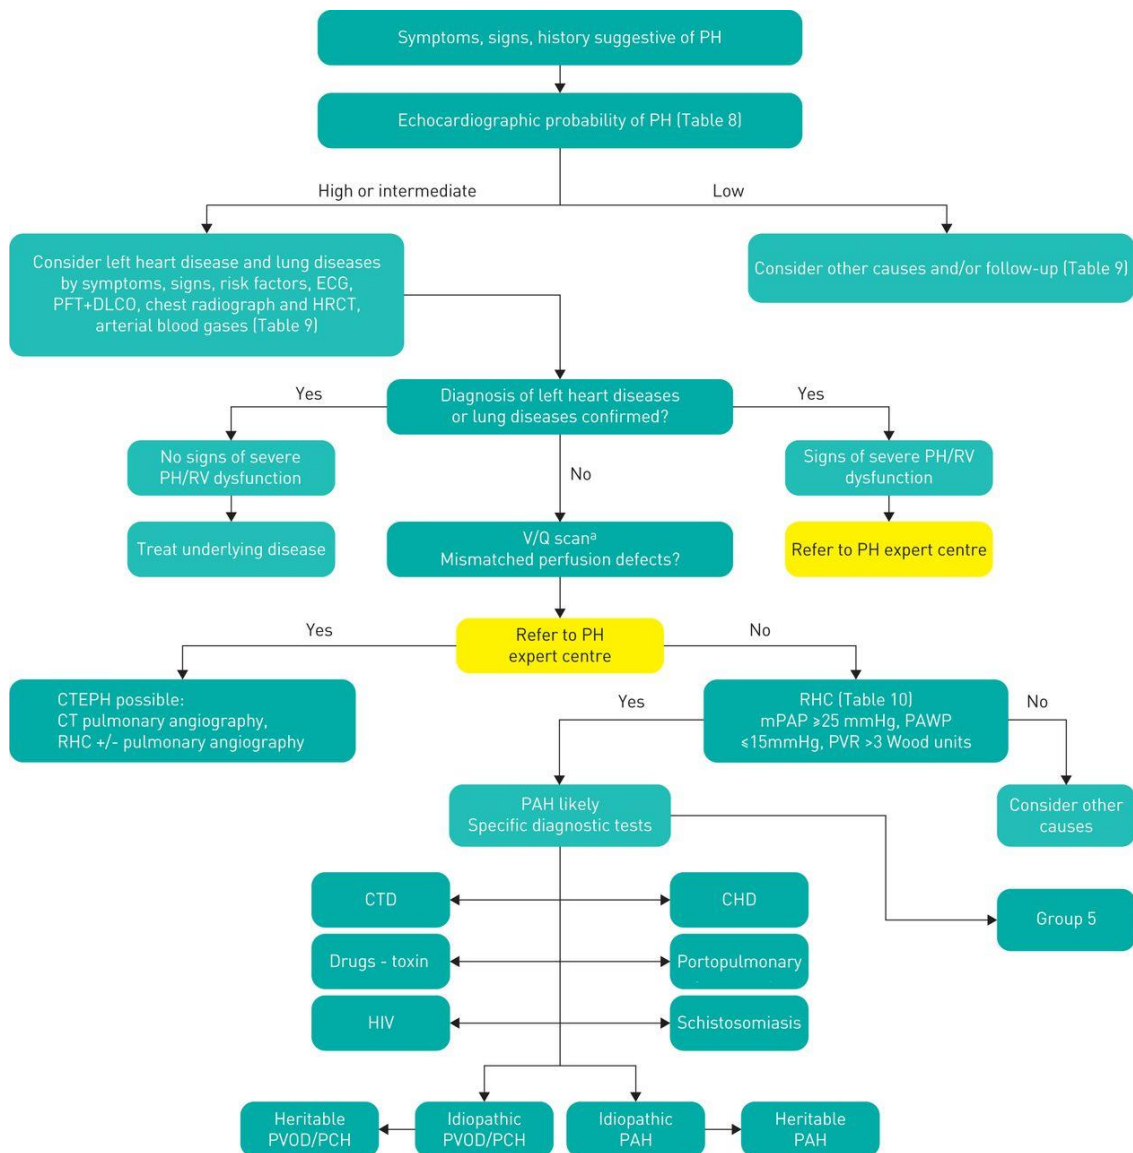 Symptoms, signs, history suggestive of PH
Echocardiographic probability of PH (Table 8)
High or intermediate
Low
Consider left heart disease and lung diseases
by symptoms, signs, risk factors, ECG,
PFT+DLCO, chest radiograph and HRCT,
arterial blood gases (Table 9)
Consider other causes and/or follow-up (Table 9)
Yes
Diagnosis of left heart diseases
or lung diseases confirmed?
Yes
No signs of severe
PH/RV dysfunction
No
Signs of severe PH/RV
dysfunction
Treat underlying disease
V/Q scanᵃ
Mismatched perfusion defects?
Refer to PH expert centre
Yes
Refer to PH
expert centre
No
CTEPH possible:
CT pulmonary angiography,
RHC +/- pulmonary angiography
Yes
RHC (Table 10)
mPAP ⩾25 mmHg, PAWP
⩽15mmHg, PVR >3 Wood units
No
PAH likely
Specific diagnostic tests
Consider other
causes
CTD
CHD
Group 5
Drugs - toxin
Portopulmonary
HIV
Schistosomiasis
Heritable
PVOD/PCH
Idiopathic
PVOD/PCH
Idiopathic
PAH
Heritable
PAH